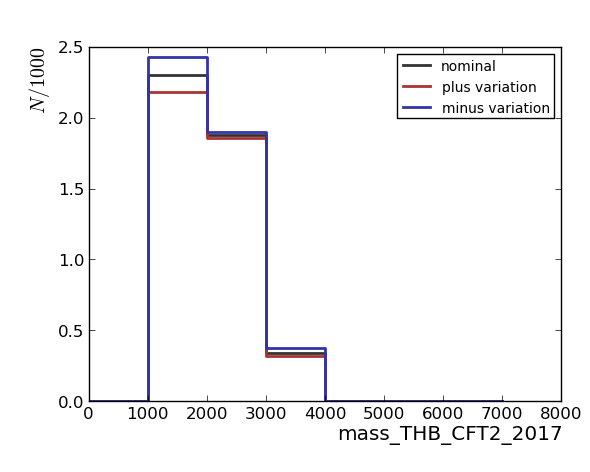 N/1000
2.5
2.0
1.5
1.0
0.5
0.0
nominal
plus variation
minus variation
0 1000 2000 3000 4000 5000 6000 7000 8000
mass_THB_CFT2_2017